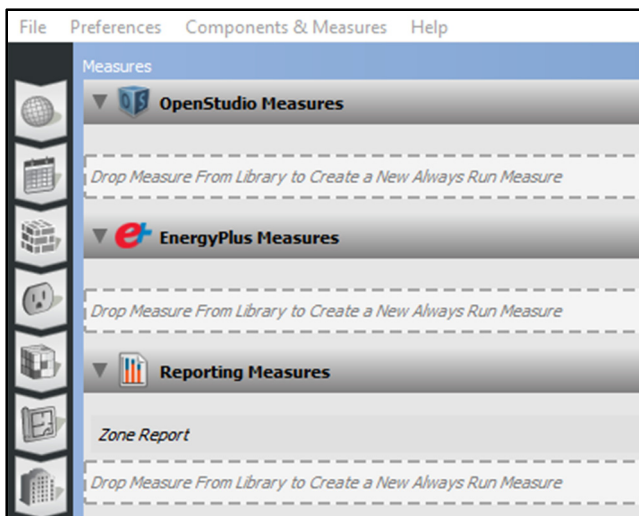 File Preferences Components & Measures Help
Measures
OS OpenStudio Measures
Drop Measure From Library to Create a New Always Run Measure
e+ EnergyPlus Measures
Drop Measure From Library to Create a New Always Run Measure
Reporting Measures
Zone Report
Drop Measure From Library to Create a New Always Run Measure